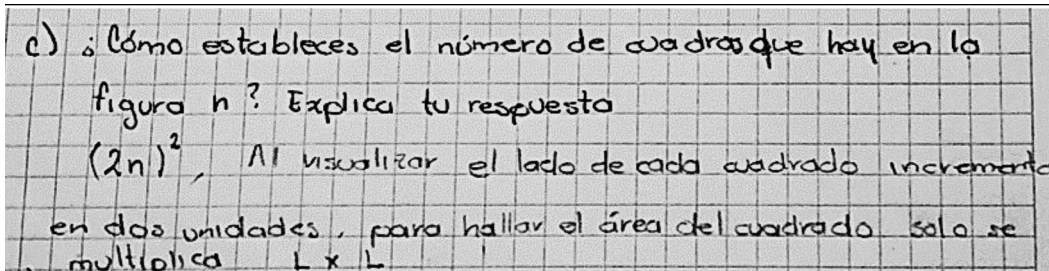 c) ¿Cómo estableces el número de cuadros que hay en la
figura n? Explica tu respuesta
(2n)², Al visualizar el lado de cada cuadrado incrementa
en dos unidades, para hallar el área del cuadrado solo se
multiplica L x L